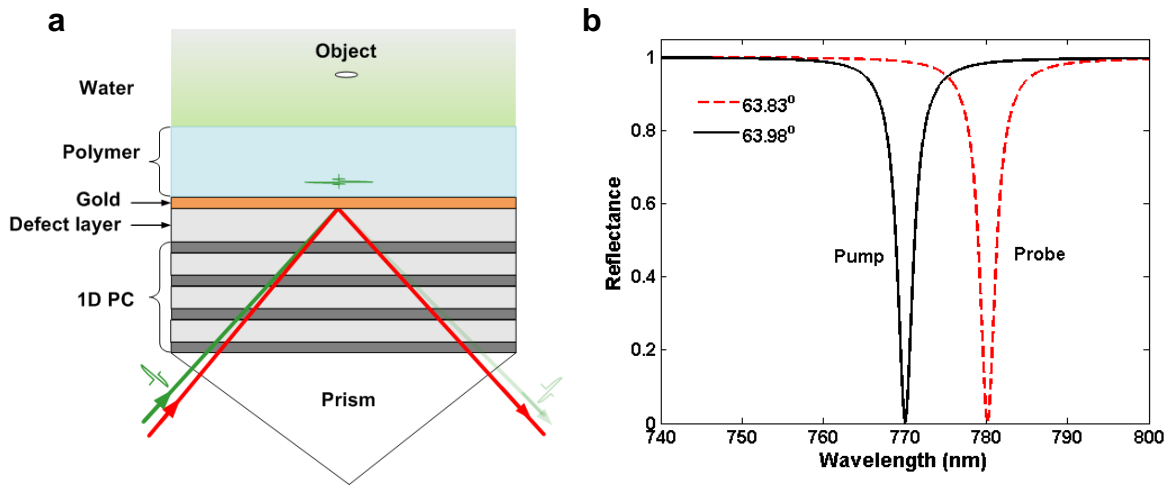 a
Object
Water
Polymer
Gold
Defect layer
1D PC
Prism
b
Reflectance
1
0.8
0.6
0.4
0.2
0
63.83⁰
63.98⁰
Pump
Probe
740 750 760 770 780 790 800
Wavelength (nm)